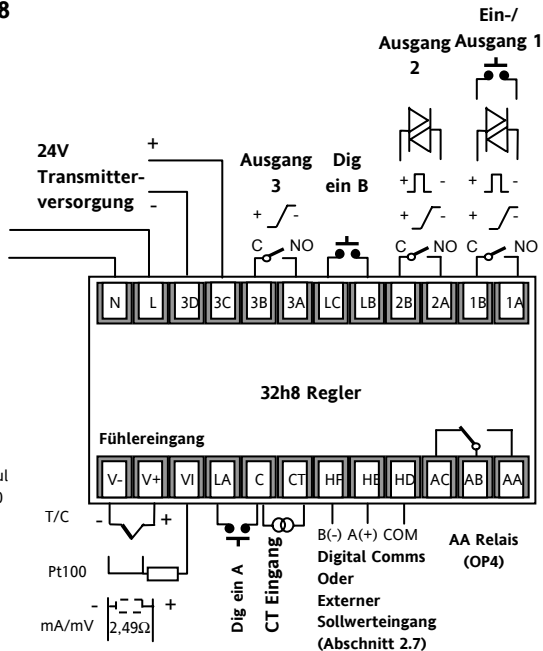 8
Ein-/
Ausgang 1
Ausgang
2
24V
Transmitter-
versorgung
+
-
Ausgang
3
Dig
ein B
+ -
+ -
+ -
+ -
+ -
C NO
C NO
C NO
N L 3D 3C 3B 3A LC LB 2B 2A 1B 1A
32h8 Regler
Fühlereingang
V- V+ VI LA C CT HF HE HD AC AB AA
ul
0
T/C - +
Pt100
- +
mA/mV 2,49Ω
Dig ein A
CT Eingang
B(-) A(+) COM
Digital Comms
Oder
Externer
Sollwerteingang
(Abschnitt 2.7)
AA Relais
(OP4)